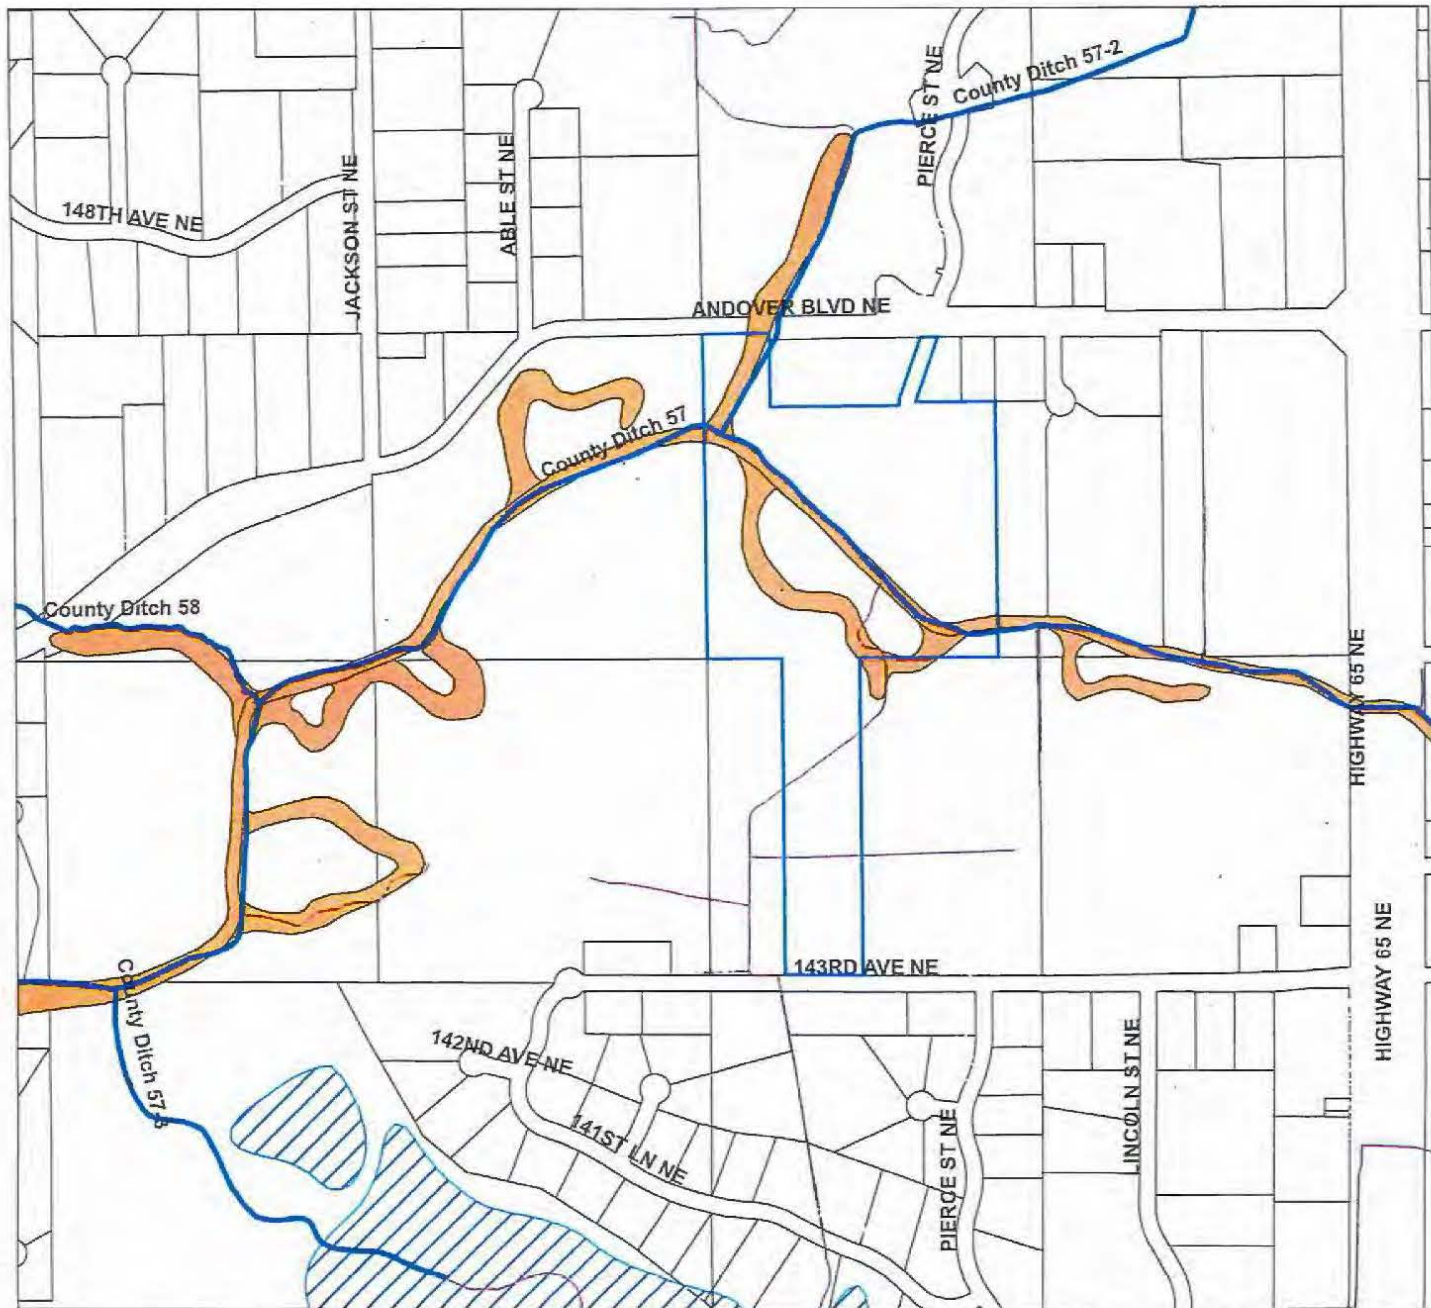 County Ditch 57-2
PIERCE ST NE
148TH AVE NE
JACKSON ST NE
ABLE ST NE
ANDOVER BLVD NE
County Ditch 57
County Ditch 58
HIGHWAY 65 NE
143RD AVE NE
HIGHWAY 65 NE
County Ditch 57-3
142ND AVE NE
141ST LN NE
PIERCE ST NE
LINCOLN ST NE